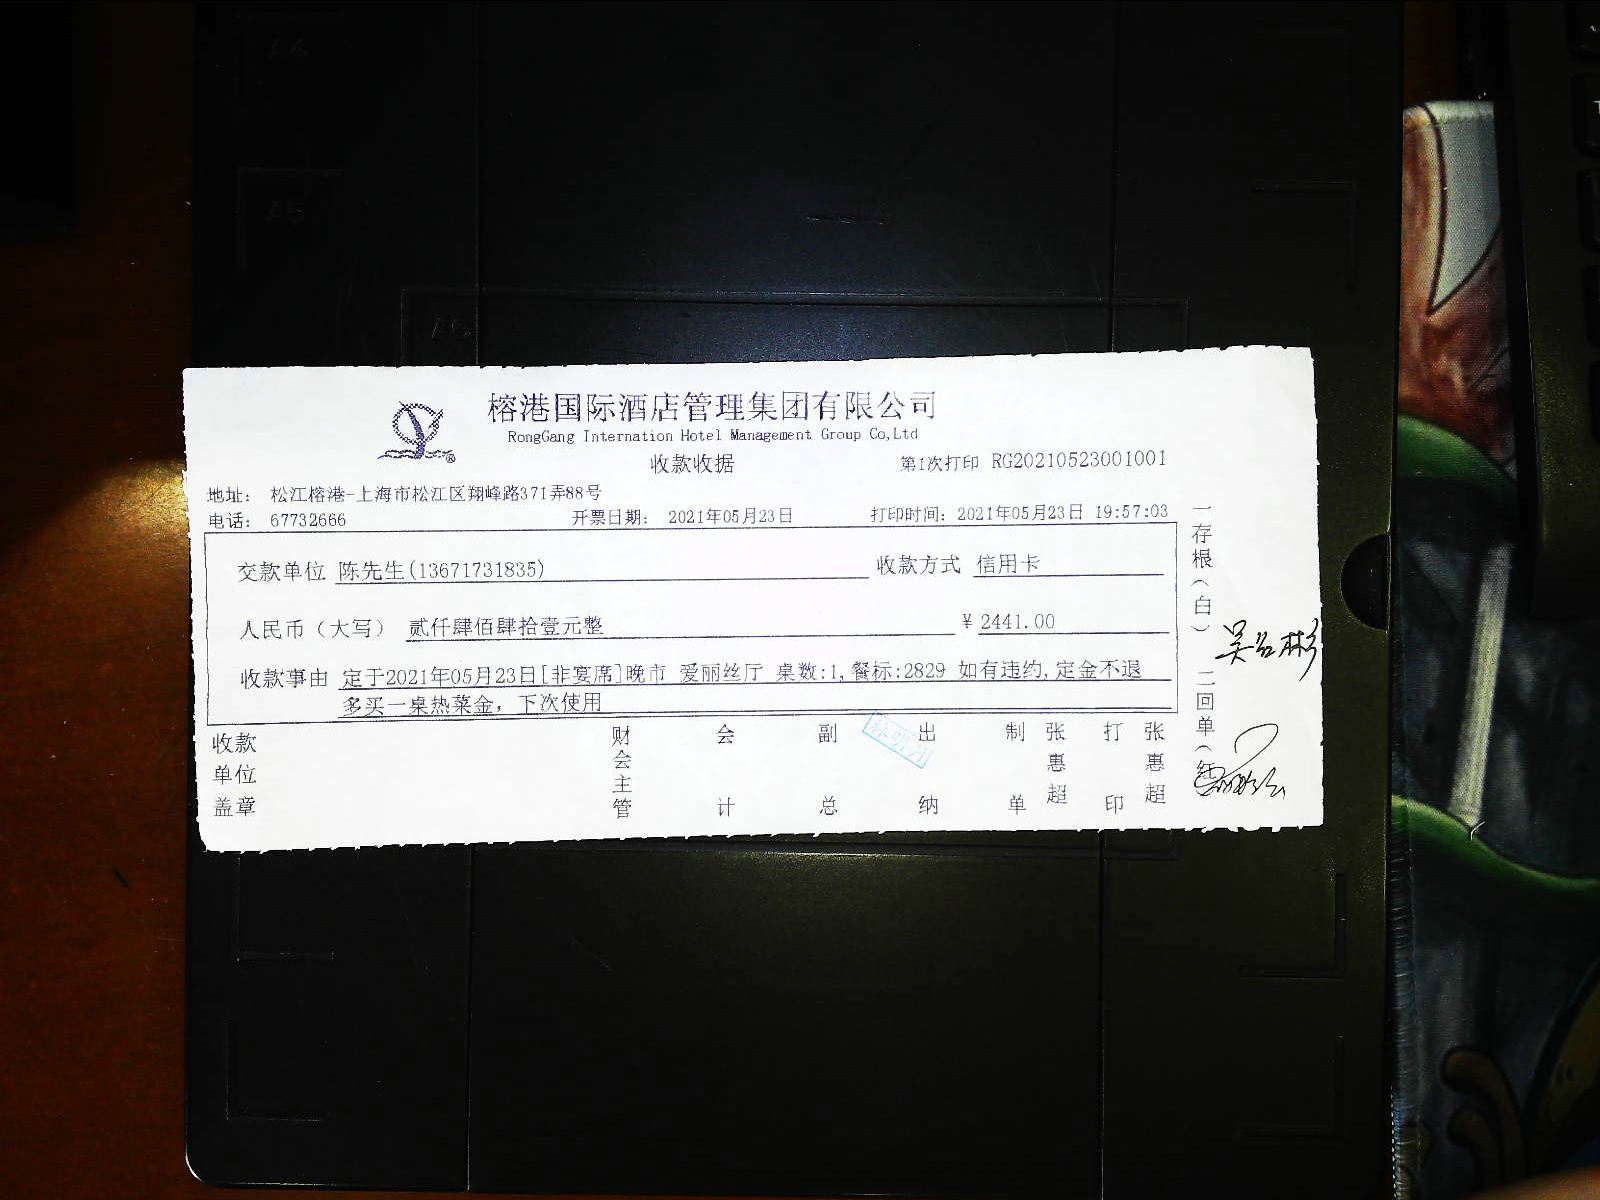 A4
A5
A6
榕港国际酒店管理集团有限公司
RongGang Internation Hotel Management Group Co,Ltd
收款收据
第1次打印 RG20210523001001
地址： 松江榕港-上海市松江区翔峰路371弄88号
电话： 67732666 开票日期： 2021年05月23日 打印时间：2021年05月23日 19:57:03
交款单位 陈先生(13671731835) 收款方式 信用卡
人民币（大写） 贰仟肆佰肆拾壹元整 ¥2441.00
收款事由 定于2021年05月23日[非宴席]晚市 爱丽丝厅 桌数:1,餐标:2829 如有违约,定金不退
多买一桌热菜金，下次使用
收款单位盖章 财会主管 会计 副总 出纳 制单 张惠超 打印 张惠超
一存根（白） 二回单（红